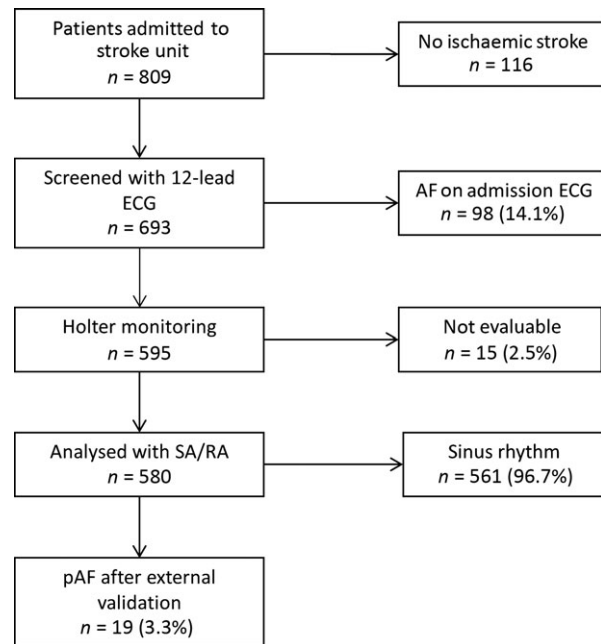 Patients admitted to
stroke unit
n = 809
No ischaemic stroke
n = 116
Screened with 12-lead
ECG
n = 693
AF on admission ECG
n = 98 (14.1%)
Holter monitoring
n = 595
Not evaluable
n = 15 (2.5%)
Analysed with SA/RA
n = 580
Sinus rhythm
n = 561 (96.7%)
pAF after external
validation
n = 19 (3.3%)